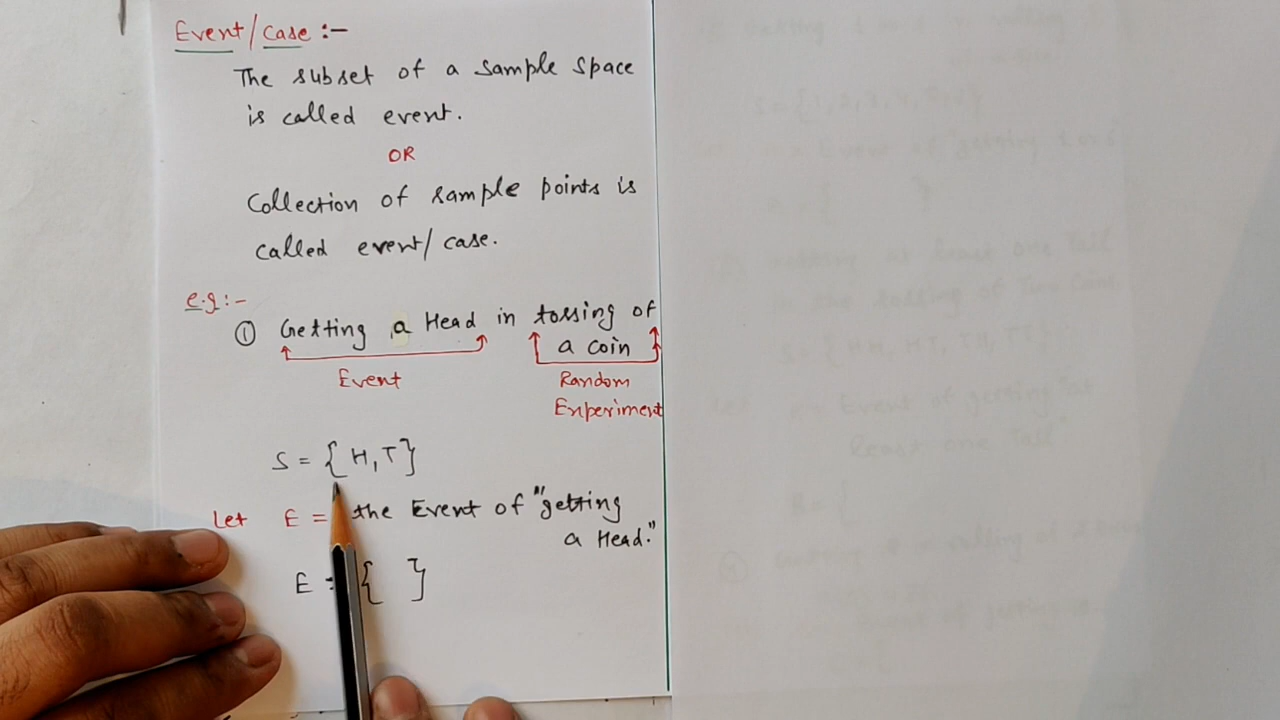 Event/case :-
The subset of a sample space
is called event.
OR
Collection of sample points is
called event/case.
e.g:-
① Getting a Head in tossing of
a coin
Event
Random
Experiment
S = {H,T}
Let E = the Event of "getting
a Head."
E = { }